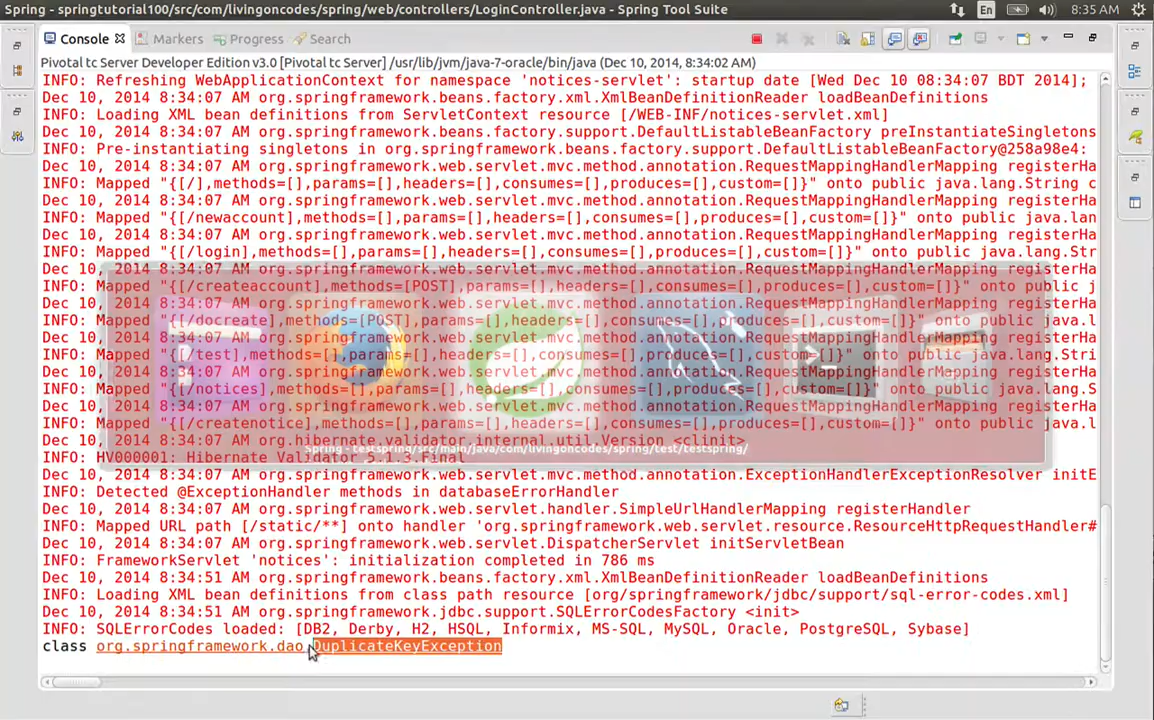 Spring - springtutorial100/src/com/livingoncodes/spring/web/controllers/LoginController.java - Spring Tool Suite
En
8:35 AM
Console
Markers
Progress
Search
Pivotal tc Server Developer Edition v3.0 [Pivotal tc Server] /usr/lib/jvm/java-7-oracle/bin/java (Dec 10, 2014, 8:34:02 AM)
INFO: Refreshing WebApplicationContext for namespace 'notices-servlet': startup date [Wed Dec 10 08:34:07 BDT 2014];
Dec 10, 2014 8:34:07 AM org.springframework.beans.factory.xml.XmlBeanDefinitionReader loadBeanDefinitions
INFO: Loading XML bean definitions from ServletContext resource [/WEB-INF/notices-servlet.xml]
Dec 10, 2014 8:34:07 AM org.springframework.beans.factory.support.DefaultListableBeanFactory preInstantiateSingletons
INFO: Pre-instantiating singletons in org.springframework.beans.factory.support.DefaultListableBeanFactory@258a98e4:
Dec 10, 2014 8:34:07 AM org.springframework.web.servlet.mvc.method.annotation.RequestMappingHandlerMapping registerHa
INFO: Mapped "{[/],methods=[],params=[],headers=[],consumes=[],produces=[],custom=[]}" onto public java.lang.String c
Dec 10, 2014 8:34:07 AM org.springframework.web.servlet.mvc.method.annotation.RequestMappingHandlerMapping registerHa
INFO: Mapped "{[/newaccount],methods=[],params=[],headers=[],consumes=[],produces=[],custom=[]}" onto public java.lan
Dec 10, 2014 8:34:07 AM org.springframework.web.servlet.mvc.method.annotation.RequestMappingHandlerMapping registerHa
INFO: Mapped "{[/login],methods=[],params=[],headers=[],consumes=[],produces=[],custom=[]}" onto public java.lang.Str
Dec 10, 2014 8:34:07 AM org.springframework.web.servlet.mvc.method.annotation.RequestMappingHandlerMapping registerHa
INFO: Mapped "{[/createaccount],methods=[POST],params=[],headers=[],consumes=[],produces=[],custom=[]}" onto public j
Dec 10, 2014 8:34:07 AM org.springframework.web.servlet.mvc.method.annotation.RequestMappingHandlerMapping registerHa
INFO: Mapped "{[/docreate],methods=[POST],params=[],headers=[],consumes=[],produces=[],custom=[]}" onto public java.l
Dec 10, 2014 8:34:07 AM org.springframework.web.servlet.mvc.method.annotation.RequestMappingHandlerMapping registerHa
INFO: Mapped "{[/test],methods=[],params=[],headers=[],consumes=[],produces=[],custom=[]}" onto public java.lang.Stri
Dec 10, 2014 8:34:07 AM org.springframework.web.servlet.mvc.method.annotation.RequestMappingHandlerMapping registerHa
INFO: Mapped "{[/notices],methods=[],params=[],headers=[],consumes=[],produces=[],custom=[]}" onto public java.lang.S
Dec 10, 2014 8:34:07 AM org.springframework.web.servlet.mvc.method.annotation.RequestMappingHandlerMapping registerHa
INFO: Mapped "{[/createnotice],methods=[],params=[],headers=[],consumes=[],produces=[],custom=[]}" onto public java.l
Dec 10, 2014 8:34:07 AM org.hibernate.validator.internal.util.Version <clinit>
Spring - testspring/src/main/java/com/livingoncodes/spring/test/testspring/
INFO: HV000001: Hibernate Validator 5.1.3.Final
Dec 10, 2014 8:34:07 AM org.springframework.web.servlet.mvc.method.annotation.ExceptionHandlerExceptionResolver initE
INFO: Detected @ExceptionHandler methods in databaseErrorHandler
Dec 10, 2014 8:34:07 AM org.springframework.web.servlet.handler.SimpleUrlHandlerMapping registerHandler
INFO: Mapped URL path [/static/**] onto handler 'org.springframework.web.servlet.resource.ResourceHttpRequestHandler#
Dec 10, 2014 8:34:07 AM org.springframework.web.servlet.DispatcherServlet initServletBean
INFO: FrameworkServlet 'notices': initialization completed in 786 ms
Dec 10, 2014 8:34:51 AM org.springframework.beans.factory.xml.XmlBeanDefinitionReader loadBeanDefinitions
INFO: Loading XML bean definitions from class path resource [org/springframework/jdbc/support/sql-error-codes.xml]
Dec 10, 2014 8:34:51 AM org.springframework.jdbc.support.SQLErrorCodesFactory <init>
INFO: SQLErrorCodes loaded: [DB2, Derby, H2, HSQL, Informix, MS-SQL, MySQL, Oracle, PostgreSQL, Sybase]
class org.springframework.dao.DuplicateKeyException